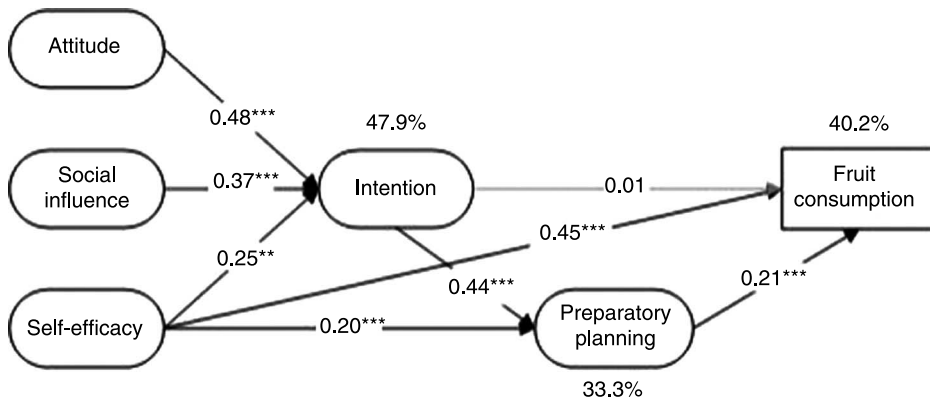 Attitude
0.48***
47.9%
40.2%
Social
influence
0.37***
Intention
0.01
Fruit
consumption
0.45***
0.25**
0.44***
0.21***
Self-efficacy
0.20***
Preparatory
planning
33.3%